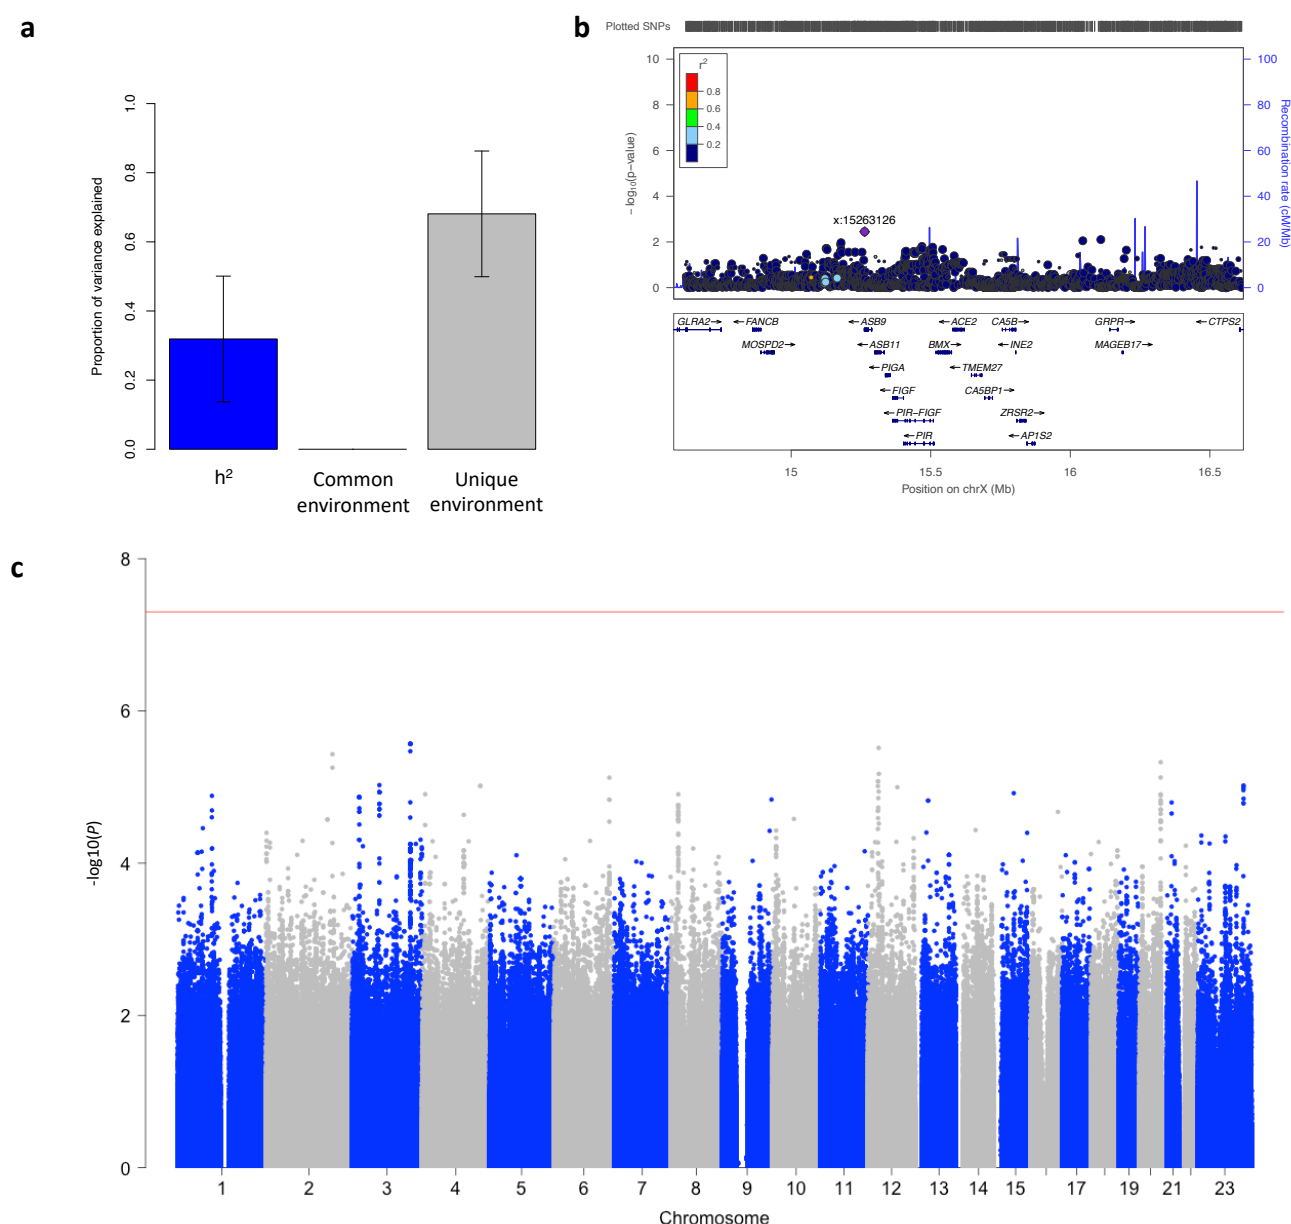 a
Proportion of variance explained
1.0
0.8
0.6
0.4
0.2
0.0
h²
Common environment
Unique environment
b
Plotted SNPs
− log₁₀(p−value)
10
8
6
4
2
0
r²
0.8
0.6
0.4
0.2
x:15263126
100
80
60
40
20
0
Recombination rate (cM/Mb)
GLRA2→ ←FANCB ←ASB9 ←ACE2 CA5B→ GRPR→ ←CTPS2
MOSPD2→ ←ASB11 BMX→ ←INE2 MAGEB17→
←PIGA ←TMEM27
←FIGF CA5BP1→
←PIR−FIGF ZRSR2→
←PIR ←AP1S2
15 15.5 16 16.5
Position on chrX (Mb)
c
-log10(P)
8
6
4
2
0
1 2 3 4 5 6 7 8 9 10 11 12 13 14 15 17 19 21 23
Chromosome